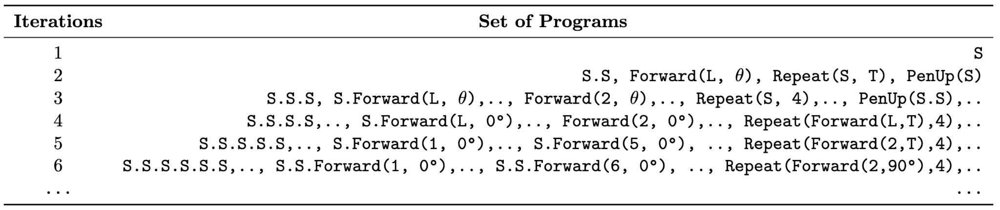 Iterations Set of Programs
1 S
2 S.S, Forward(L, θ), Repeat(S, T), PenUp(S)
3 S.S.S, S.Forward(L, θ),.., Forward(2, θ),.., Repeat(S, 4),.., PenUp(S.S),..
4 S.S.S.S,.., S.Forward(L, 0°),.., Forward(2, 0°),.., Repeat(Forward(L,T),4),..
5 S.S.S.S.S,.., S.Forward(1, 0°),.., S.Forward(5, 0°), .., Repeat(Forward(2,T),4),..
6 S.S.S.S.S.S,.., S.S.Forward(1, 0°),.., S.S.Forward(6, 0°), .., Repeat(Forward(2,90°),4),..
... ...